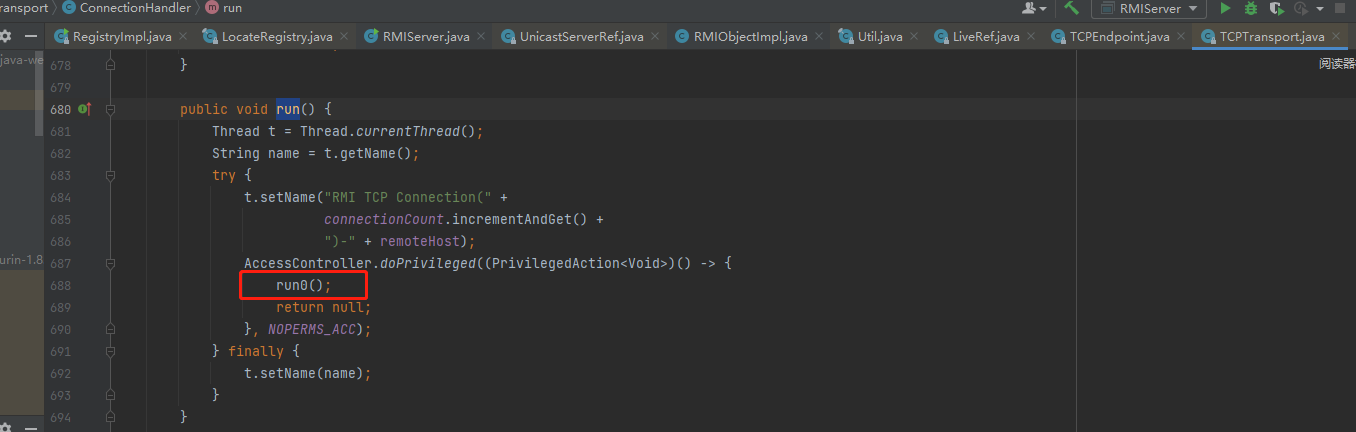 ransport ConnectionHandler run RMIServer
RegistryImpl.java LocateRegistry.java RMIServer.java UnicastServerRef.java RMIObjectImpl.java Util.java LiveRef.java TCPEndpoint.java TCPTransport.java
java-we 678 } 阅读器
679
680 public void run() {
681 Thread t = Thread.currentThread();
682 String name = t.getName();
683 try {
684 t.setName("RMI TCP Connection(" +
685 connectionCount.incrementAndGet() +
686 ")-" + remoteHost);
urin-1.8 687 AccessController.doPrivileged((PrivilegedAction<Void>)() -> {
688 run0();
689 return null;
690 }, NOPERMS_ACC);
691 } finally {
692 t.setName(name);
693 }
694 }